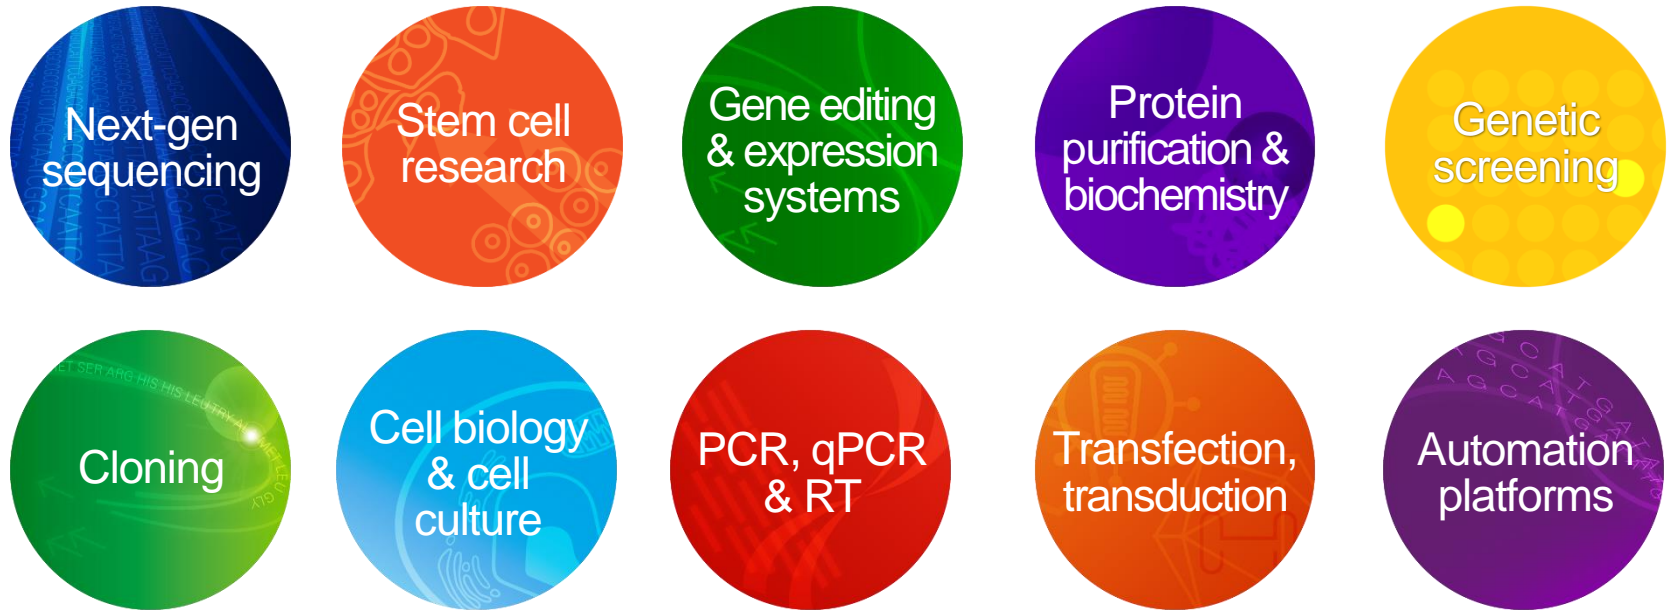 Next-gen
sequencing
Stem cell
research
Gene editing
& expression
systems
Protein
purification &
biochemistry
Genetic
screening
Cloning
Cell biology
& cell
culture
PCR, qPCR
& RT
Transfection,
transduction
Automation
platforms